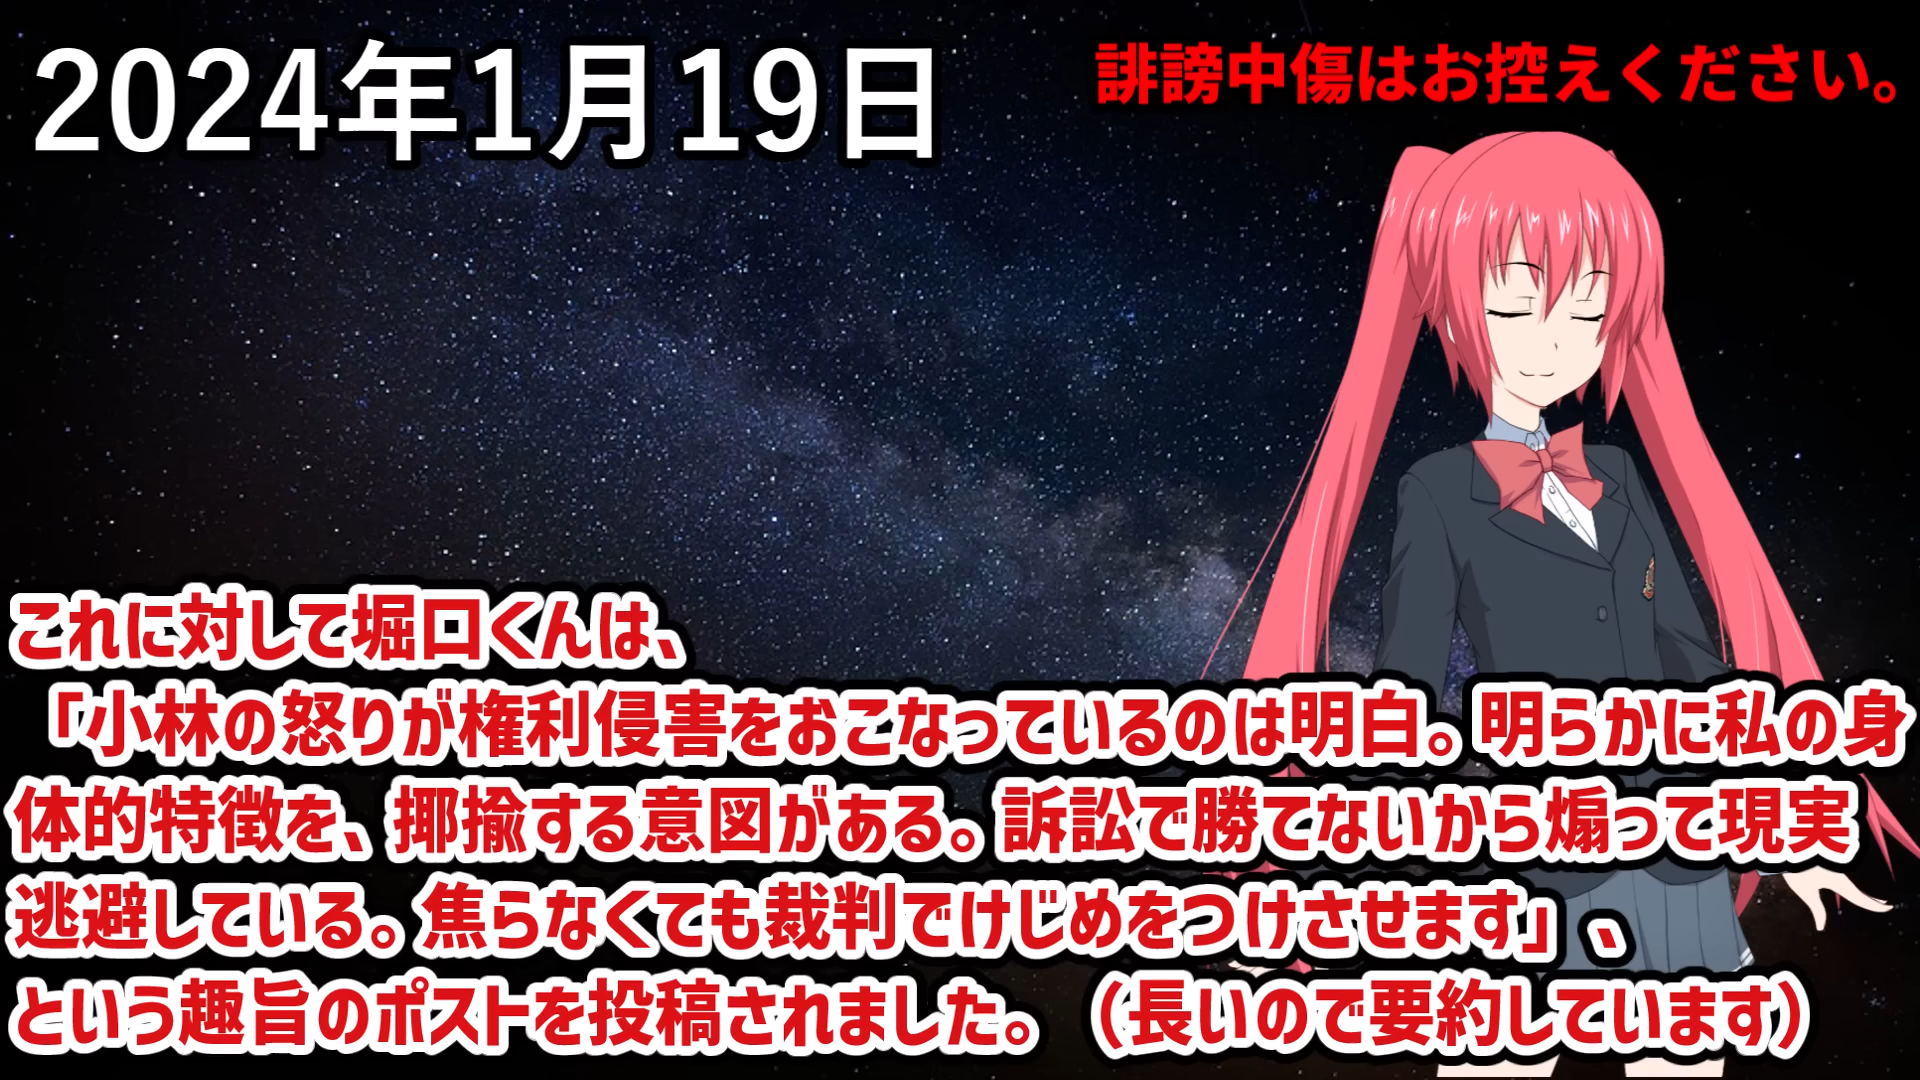 2024年1月19日
誹謗中傷はお控えください。
これに対して堀口くんは、
「小林の怒りが権利侵害をおこなっているのは明白。明らかに私の身
体的特徴を、揶揄する意図がある。訴訟で勝てないから煽って現実
逃避している。焦らなくても裁判でけじめをつけさせます」、
という趣旨のポストを投稿されました。（長いので要約しています）